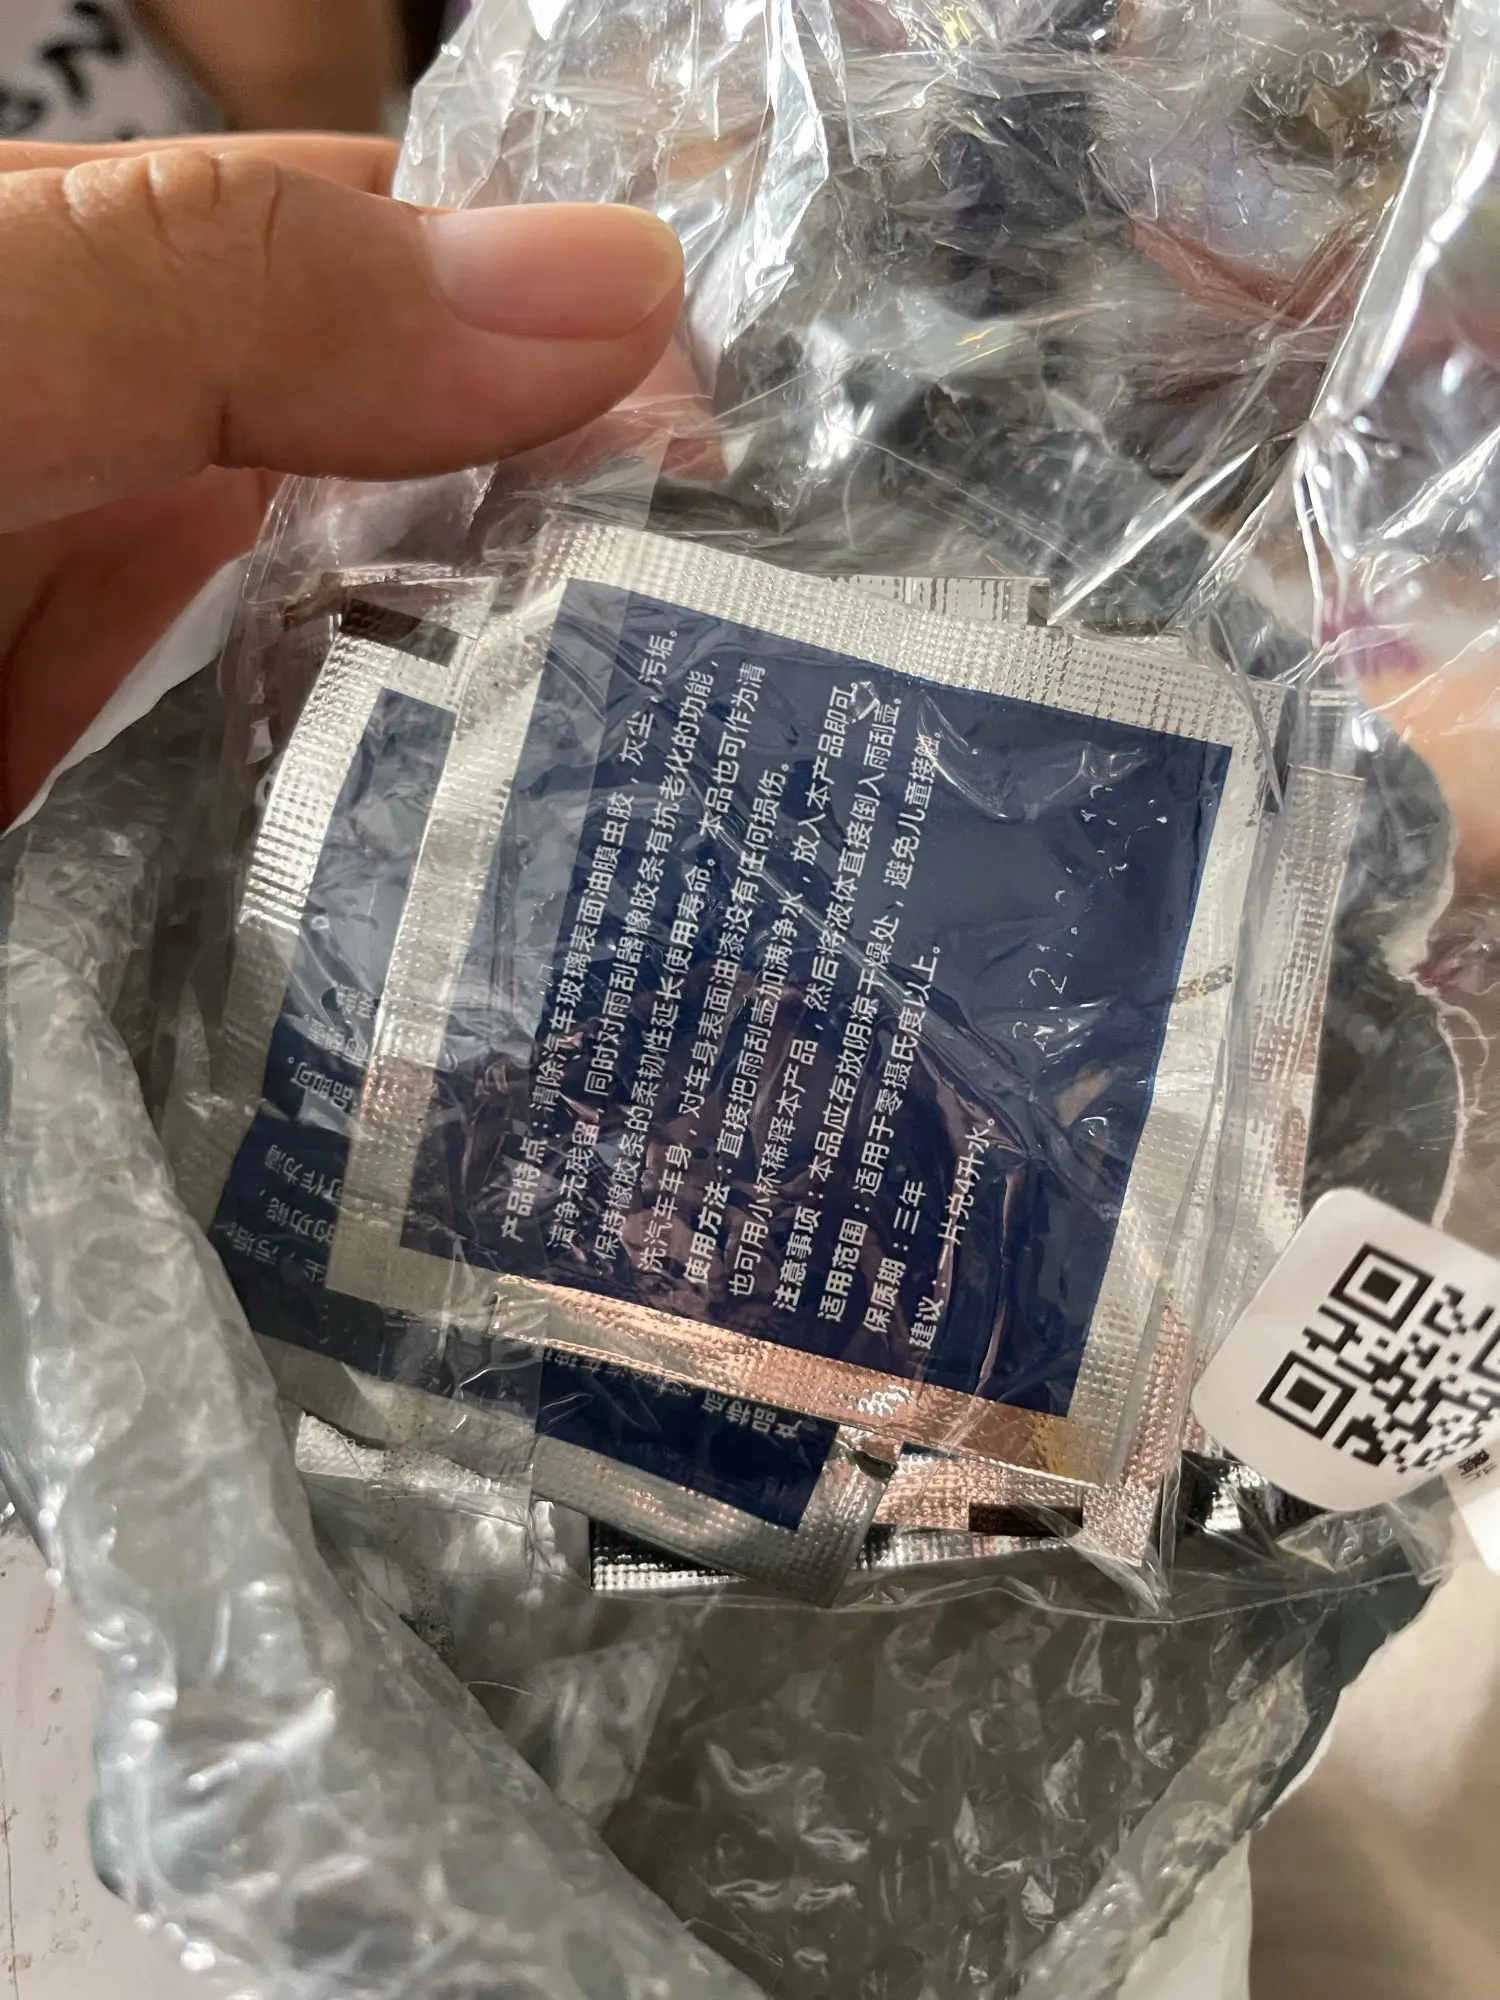 产品特点：清除汽车玻璃表面油膜虫胶，灰尘，污垢。
洁净无残留，同时对雨刮器橡胶条有抗老化的功能，
保持橡胶条的柔韧性延长使用寿命。本品也可作为清
洗汽车车身，对车身表面油漆没有任何损伤。
使用方法：直接把雨刮壶加满净水，放入本产品即可。
也可用小杯稀释本产品，然后将液体直接倒入雨刮壶。
注意事项：本品应存放阴凉干燥处，避免儿童接触。
适用范围：适用于零摄氏度以上。
保质期：三年
建议：一片兑4升水。